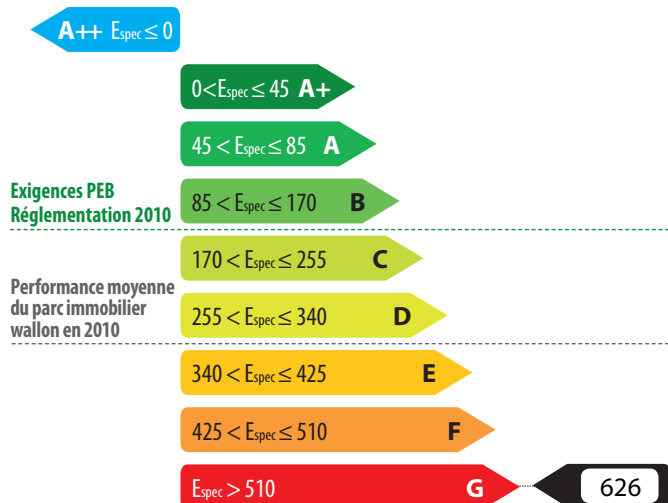 A++ Espec ≤ 0
0<Espec ≤ 45 A+
45 < Espec ≤ 85 A
Exigences PEB
Réglementation 2010
85 < Espec ≤ 170 B
170 < Espec ≤ 255 C
Performance moyenne
du parc immobilier
wallon en 2010
255 < Espec ≤ 340 D
340 < Espec ≤ 425 E
425 < Espec ≤ 510 F
Espec > 510 G
626